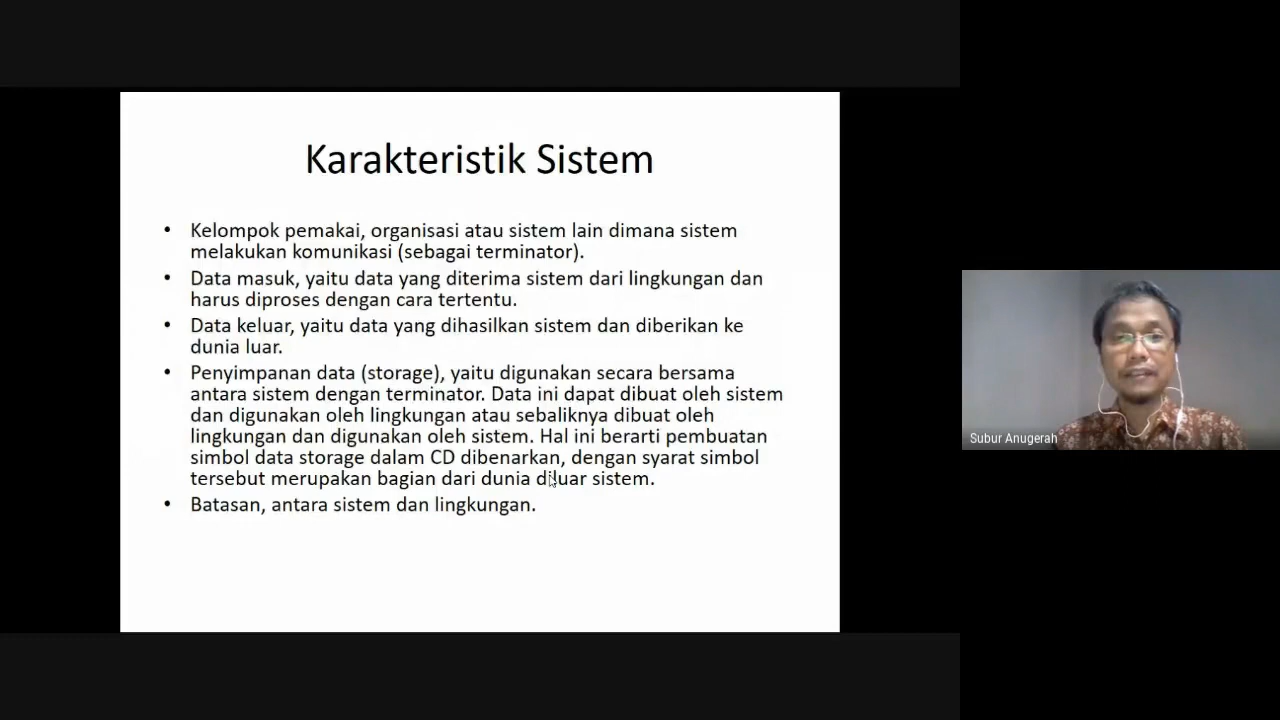 Karakteristik Sistem
• Kelompok pemakai, organisasi atau sistem lain dimana sistem
melakukan komunikasi (sebagai terminator).
• Data masuk, yaitu data yang diterima sistem dari lingkungan dan
harus diproses dengan cara tertentu.
• Data keluar, yaitu data yang dihasilkan sistem dan diberikan ke
dunia luar.
• Penyimpanan data (storage), yaitu digunakan secara bersama
antara sistem dengan terminator. Data ini dapat dibuat oleh sistem
dan digunakan oleh lingkungan atau sebaliknya dibuat oleh
lingkungan dan digunakan oleh sistem. Hal ini berarti pembuatan
simbol data storage dalam CD dibenarkan, dengan syarat simbol
tersebut merupakan bagian dari dunia diluar sistem.
• Batasan, antara sistem dan lingkungan.
Subur Anugerah